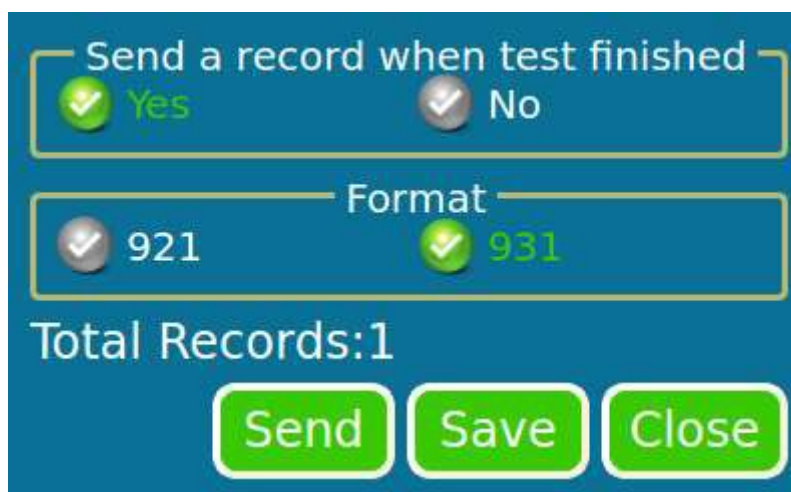 Send a record when test finished
Yes No
Format
921 931
Total Records:1
Send Save Close